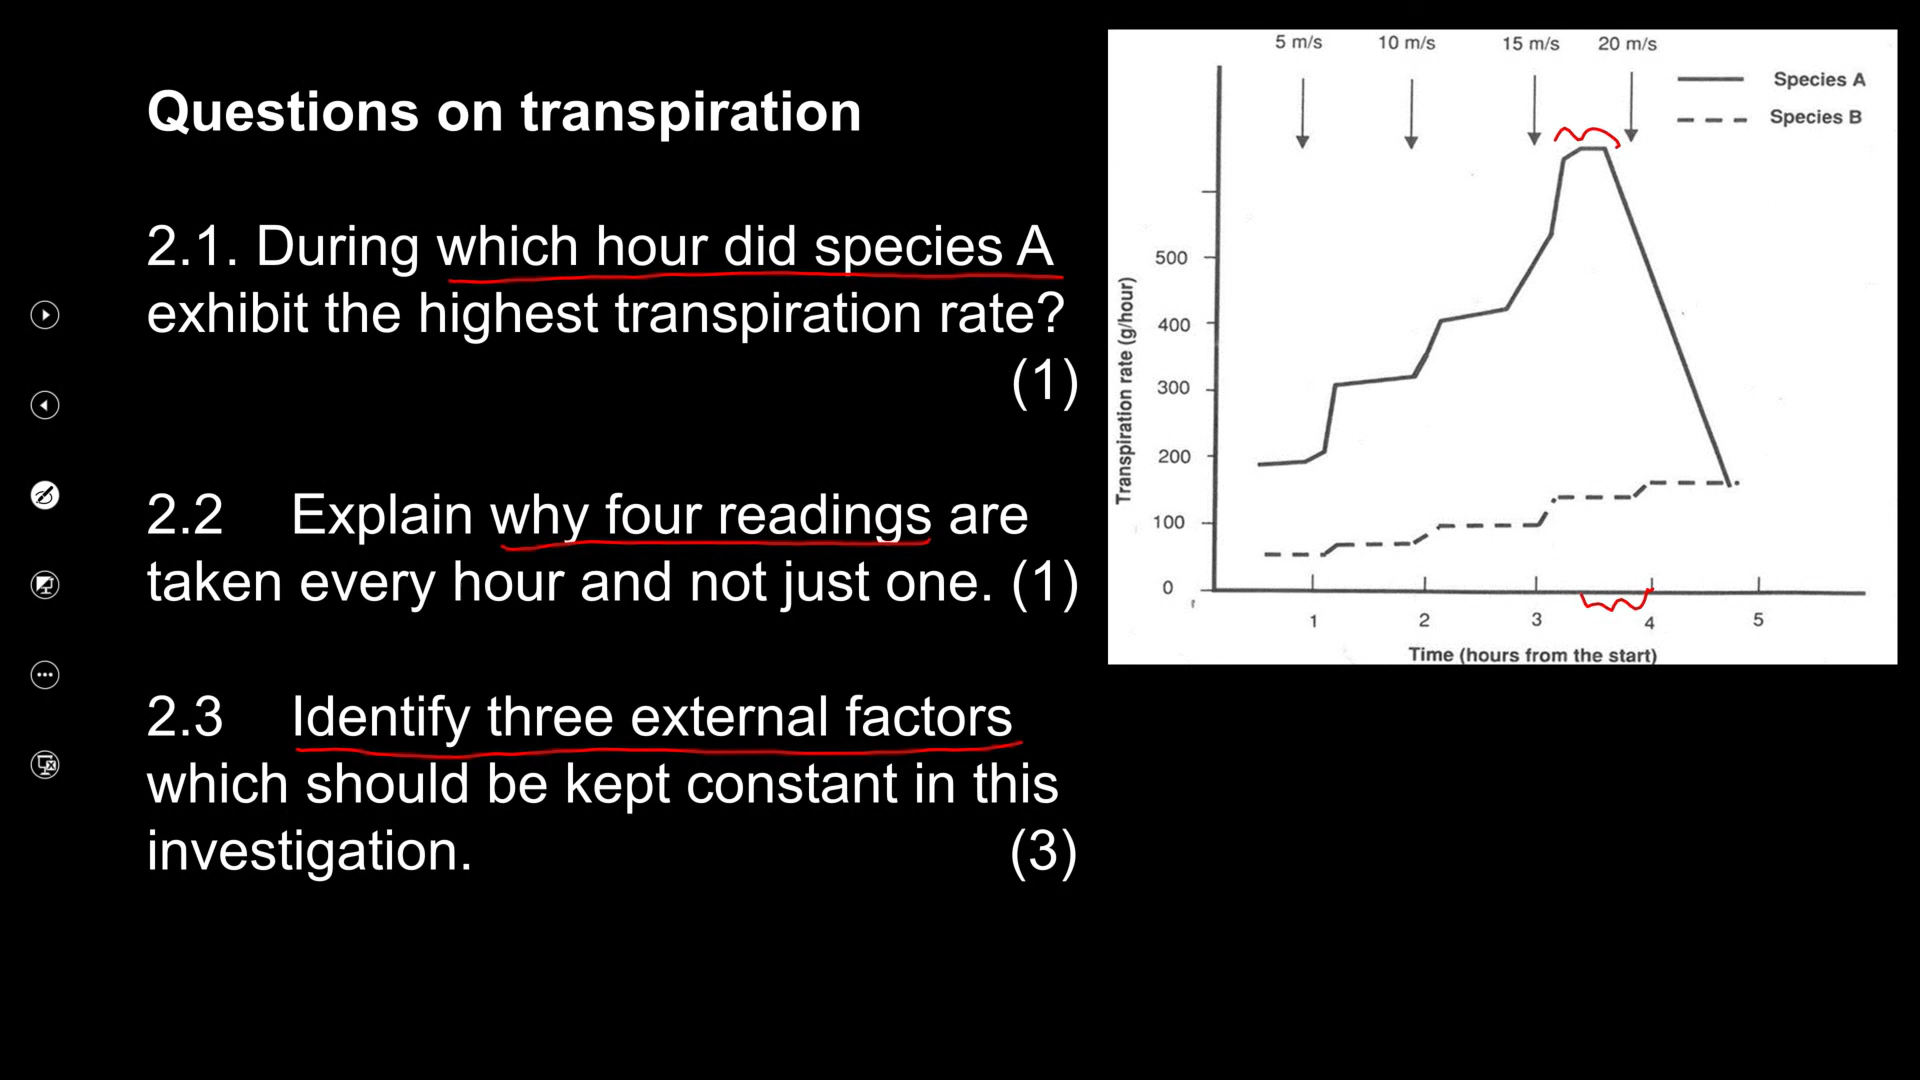 Questions on transpiration
2.1. During which hour did species A
exhibit the highest transpiration rate?
(1)
2.2 Explain why four readings are
taken every hour and not just one. (1)
2.3 Identify three external factors
which should be kept constant in this
investigation. (3)
5 m/s 10 m/s 15 m/s 20 m/s
Species A
Species B
Transpiration rate (g/hour)
500
400
300
200
100
0
1 2 3 4 5
Time (hours from the start)